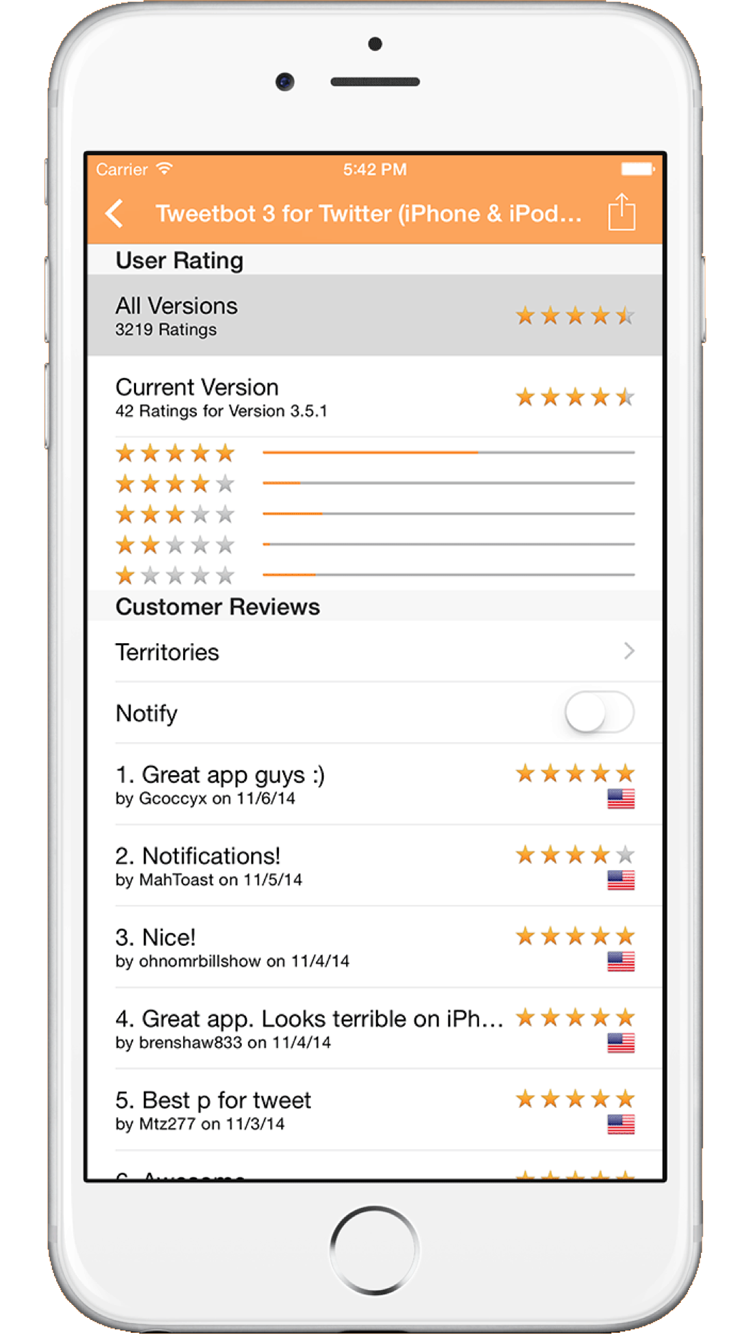 Carrier 5:42 PM
Tweetbot 3 for Twitter (iPhone & iPod...
User Rating
All Versions
3219 Ratings
Current Version
42 Ratings for Version 3.5.1
Customer Reviews
Territories
Notify
1. Great app guys :)
by Gcoccyx on 11/6/14
2. Notifications!
by MahToast on 11/5/14
3. Nice!
by ohnomrbillshow on 11/4/14
4. Great app. Looks terrible on iPh...
by brenshaw833 on 11/4/14
5. Best p for tweet
by Mtz277 on 11/3/14
6. Awesome